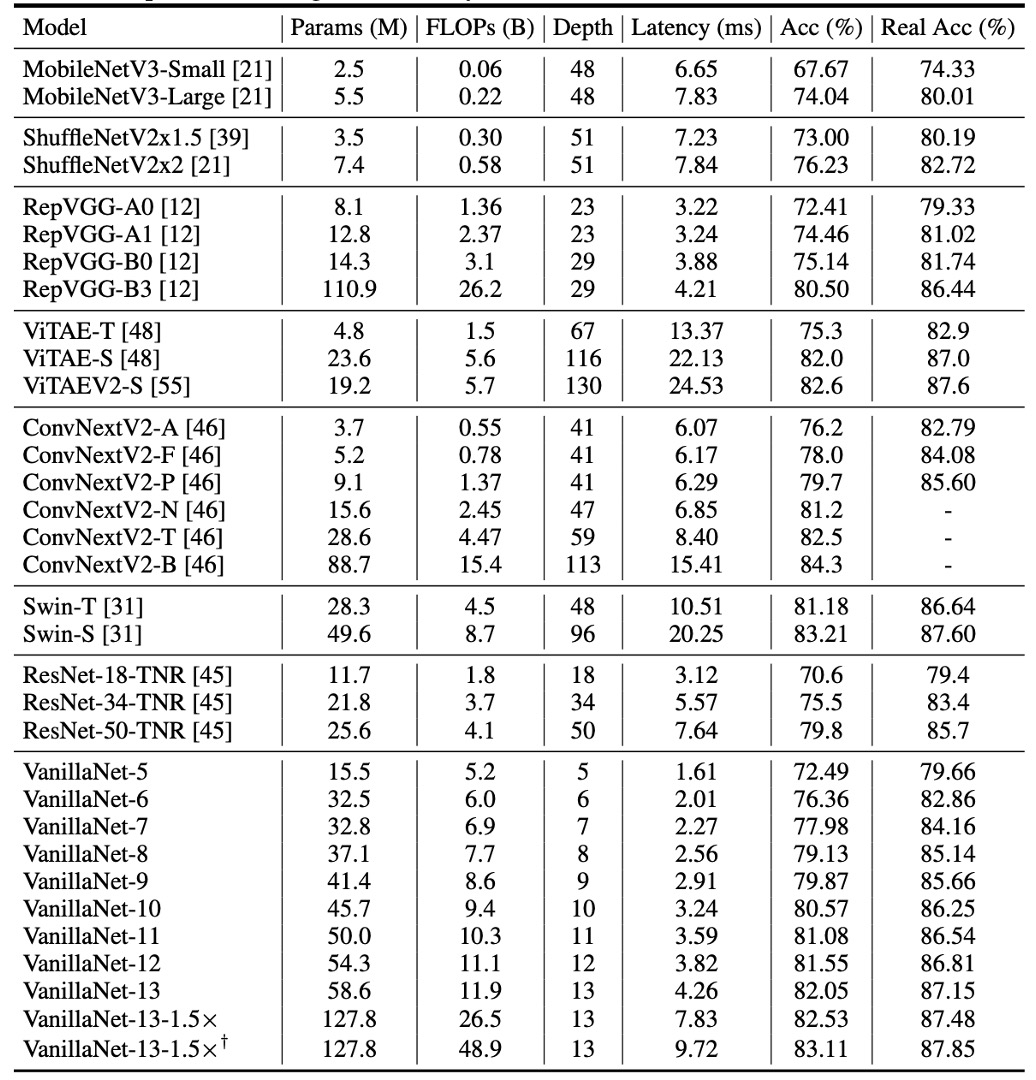 Model Params (M) FLOPs (B) Depth Latency (ms) Acc (%) Real Acc (%)
MobileNetV3-Small [21] 2.5 0.06 48 6.65 67.67 74.33
MobileNetV3-Large [21] 5.5 0.22 48 7.83 74.04 80.01
ShuffleNetV2x1.5 [39] 3.5 0.30 51 7.23 73.00 80.19
ShuffleNetV2x2 [21] 7.4 0.58 51 7.84 76.23 82.72
RepVGG-A0 [12] 8.1 1.36 23 3.22 72.41 79.33
RepVGG-A1 [12] 12.8 2.37 23 3.24 74.46 81.02
RepVGG-B0 [12] 14.3 3.1 29 3.88 75.14 81.74
RepVGG-B3 [12] 110.9 26.2 29 4.21 80.50 86.44
ViTAE-T [48] 4.8 1.5 67 13.37 75.3 82.9
ViTAE-S [48] 23.6 5.6 116 22.13 82.0 87.0
ViTAEV2-S [55] 19.2 5.7 130 24.53 82.6 87.6
ConvNextV2-A [46] 3.7 0.55 41 6.07 76.2 82.79
ConvNextV2-F [46] 5.2 0.78 41 6.17 78.0 84.08
ConvNextV2-P [46] 9.1 1.37 41 6.29 79.7 85.60
ConvNextV2-N [46] 15.6 2.45 47 6.85 81.2 -
ConvNextV2-T [46] 28.6 4.47 59 8.40 82.5 -
ConvNextV2-B [46] 88.7 15.4 113 15.41 84.3 -
Swin-T [31] 28.3 4.5 48 10.51 81.18 86.64
Swin-S [31] 49.6 8.7 96 20.25 83.21 87.60
ResNet-18-TNR [45] 11.7 1.8 18 3.12 70.6 79.4
ResNet-34-TNR [45] 21.8 3.7 34 5.57 75.5 83.4
ResNet-50-TNR [45] 25.6 4.1 50 7.64 79.8 85.7
VanillaNet-5 15.5 5.2 5 1.61 72.49 79.66
VanillaNet-6 32.5 6.0 6 2.01 76.36 82.86
VanillaNet-7 32.8 6.9 7 2.27 77.98 84.16
VanillaNet-8 37.1 7.7 8 2.56 79.13 85.14
VanillaNet-9 41.4 8.6 9 2.91 79.87 85.66
VanillaNet-10 45.7 9.4 10 3.24 80.57 86.25
VanillaNet-11 50.0 10.3 11 3.59 81.08 86.54
VanillaNet-12 54.3 11.1 12 3.82 81.55 86.81
VanillaNet-13 58.6 11.9 13 4.26 82.05 87.15
VanillaNet-13-1.5× 127.8 26.5 13 7.83 82.53 87.48
VanillaNet-13-1.5×† 127.8 48.9 13 9.72 83.11 87.85